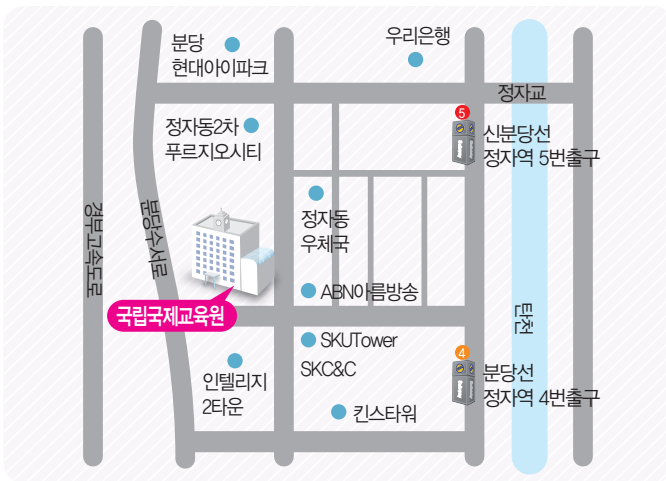 분당
현대아이파크
우리은행
정자교
정자동2차
푸르지오시티
5
신분당선
정자역 5번출구
경부고속도로
분당수서로
정자동
우체국
국립국제교육원
ABN아름방송
탄천
SKUTower
SKC&C
4
분당선
정자역 4번출구
인텔리지
2타운
킨스타워